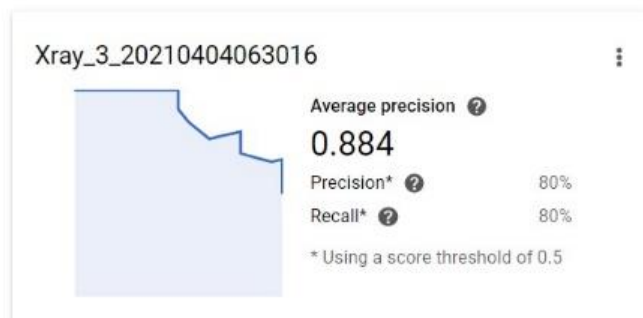 Xray_3_20210404063016
Average precision
0.884
Precision* 80%
Recall* 80%
* Using a score threshold of 0.5